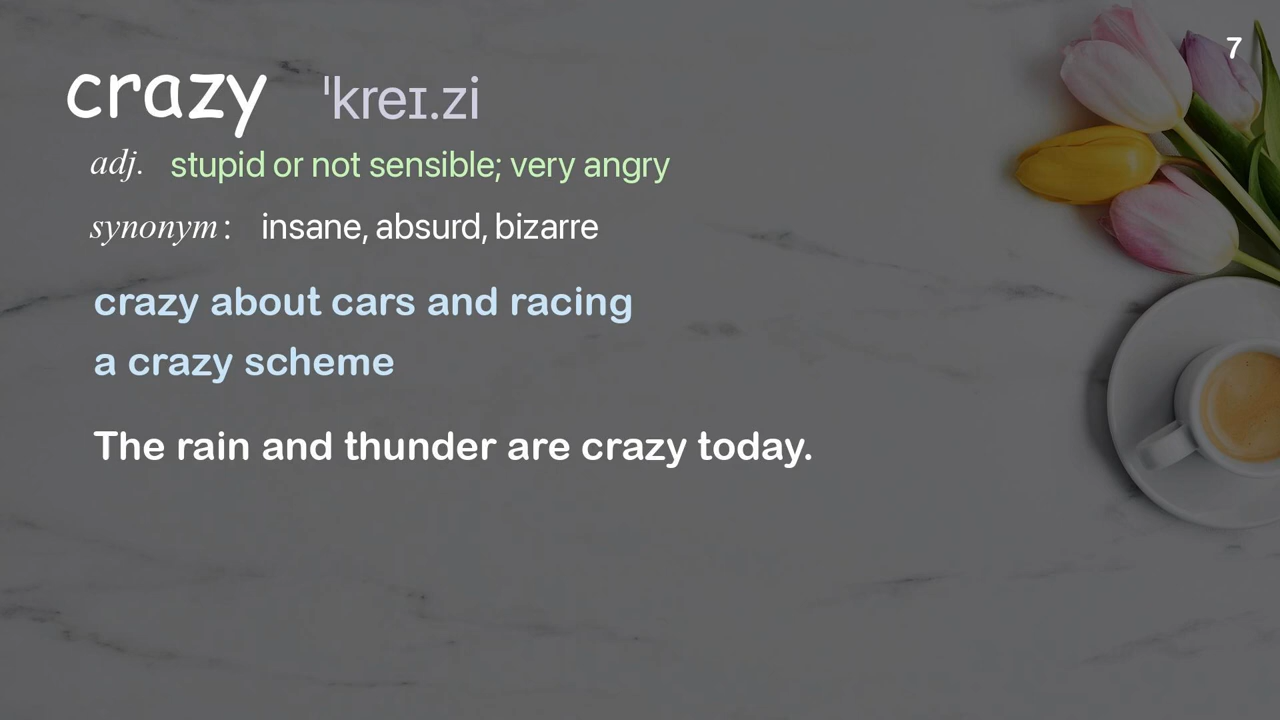 7
crazy ˈkreɪ.zi
adj. stupid or not sensible; very angry
synonym: insane, absurd, bizarre
crazy about cars and racing
a crazy scheme
The rain and thunder are crazy today.